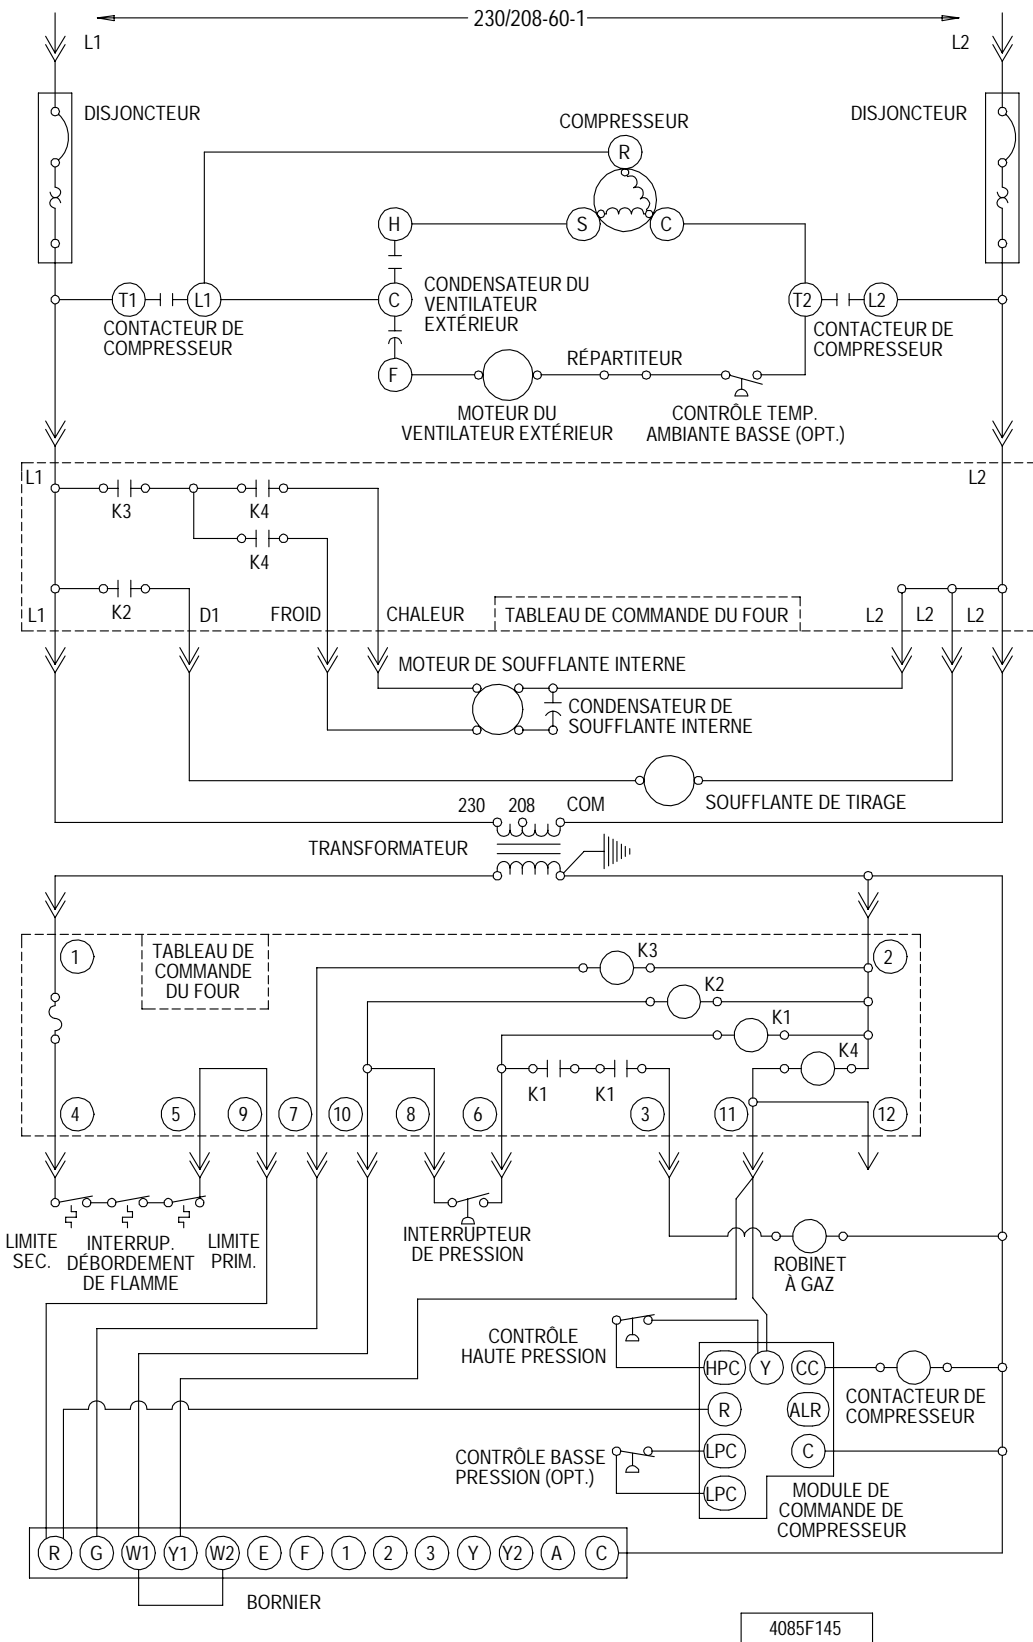 230/208-60-1
L1
L2
DISJONCTEUR
DISJONCTEUR
COMPRESSEUR
R
H
S
C
T1
L1
C
CONDENSATEUR DU
VENTILATEUR
EXTÉRIEUR
T2
L2
CONTACTEUR DE
COMPRESSEUR
CONTACTEUR DE
COMPRESSEUR
F
RÉPARTITEUR
MOTEUR DU
VENTILATEUR EXTÉRIEUR
CONTRÔLE TEMP.
AMBIANTE BASSE (OPT.)
L1
L2
K3
K4
K4
K2
L1
D1
FROID
CHALEUR
TABLEAU DE COMMANDE DU FOUR
L2
L2
L2
MOTEUR DE SOUFFLANTE INTERNE
CONDENSATEUR DE
SOUFFLANTE INTERNE
SOUFFLANTE DE TIRAGE
230
208
COM
TRANSFORMATEUR
1
TABLEAU DE
COMMANDE
DU FOUR
K3
2
K2
K1
K4
K1
K1
4
5
9
7
10
8
6
3
11
12
LIMITE
SEC.
INTERRUP.
DÉBORDEMENT
DE FLAMME
LIMITE
PRIM.
INTERRUPTEUR
DE PRESSION
ROBINET
À GAZ
CONTRÔLE
HAUTE PRESSION
HPC
Y
CC
CONTACTEUR DE
COMPRESSEUR
R
ALR
CONTRÔLE BASSE
PRESSION (OPT.)
LPC
C
LPC
MODULE DE
COMMANDE DE
COMPRESSEUR
R G W1 Y1 W2 E F 1 2 3 Y Y2 A C
BORNIER
4085F145